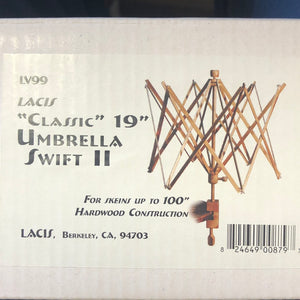 LV99
LACIS
"CLASSIC" 19"
UMBRELLA
SWIFT II
FOR SKEINS UP TO 100"
HARDWOOD CONSTRUCTION
LACIS, BERKELEY, CA, 94703
8 24649 00879